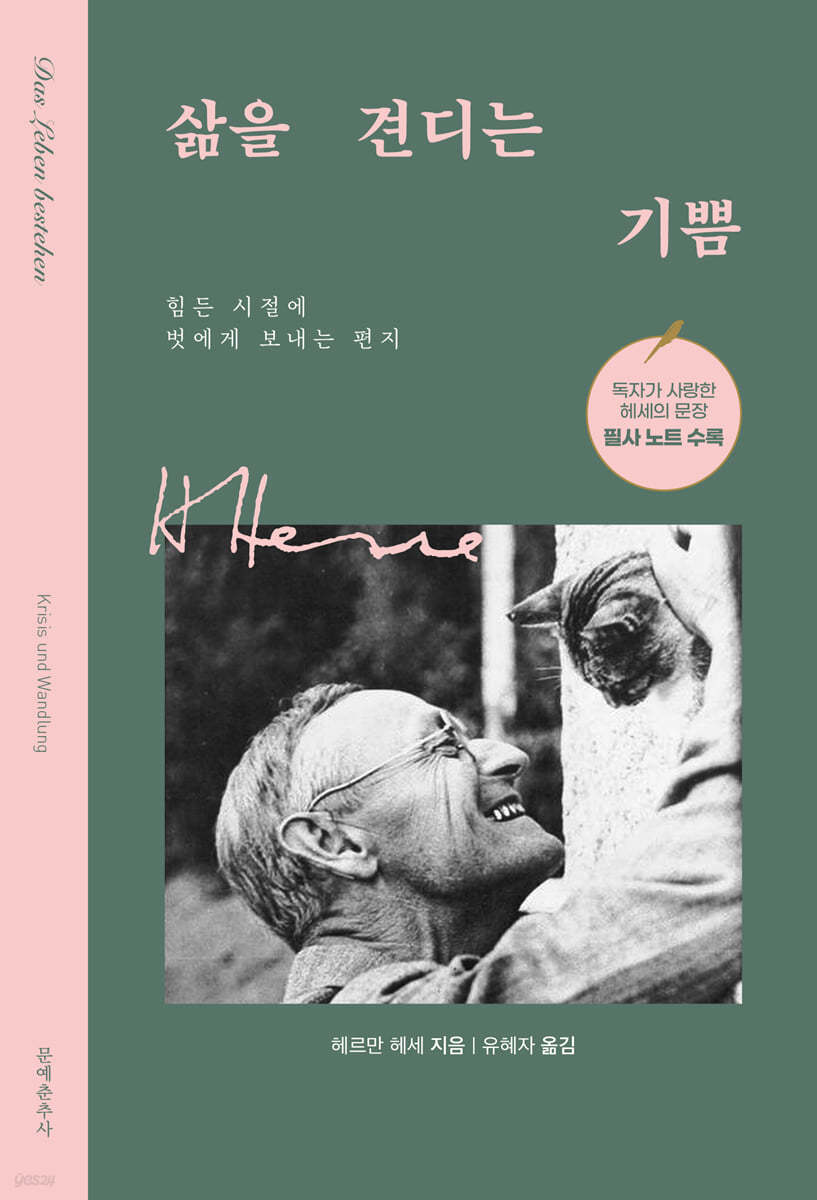 Das Leben bestehen
Krisis und Wandlung
문예춘추사
삶을 견디는
기쁨
힘든 시절에
벗에게 보내는 편지
독자가 사랑한
헤세의 문장
필사 노트 수록
H Hesse
헤르만 헤세 지음 | 유혜자 옮김
yes24